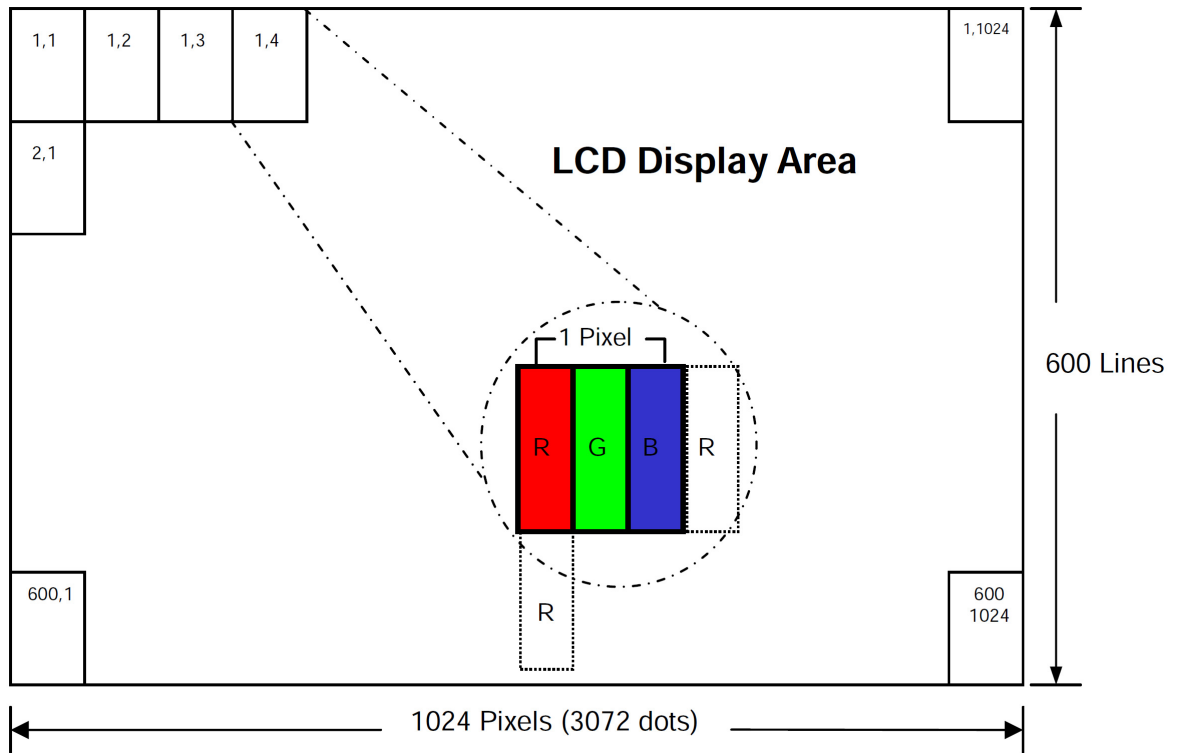 1,1
1,2
1,3
1,4
1,1024
2,1
LCD Display Area
1 Pixel
600 Lines
R
G
B
R
600,1
R
600
1024
1024 Pixels (3072 dots)